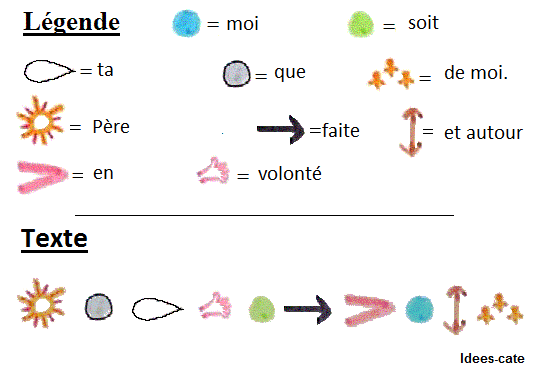 Légende
= moi
= soit
= ta
= que
= de moi.
= Père
=faite
= et autour
= en
= volonté
Texte
Idees-cate